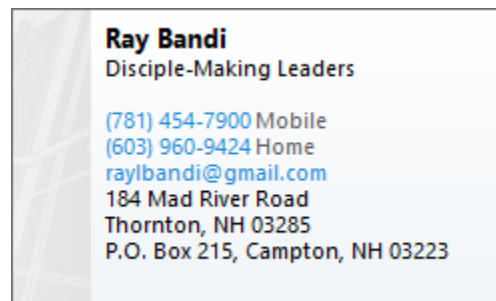 Ray Bandi
Disciple-Making Leaders
(781) 454-7900 Mobile
(603) 960-9424 Home
raylbandi@gmail.com
184 Mad River Road
Thornton, NH 03285
P.O. Box 215, Campton, NH 03223